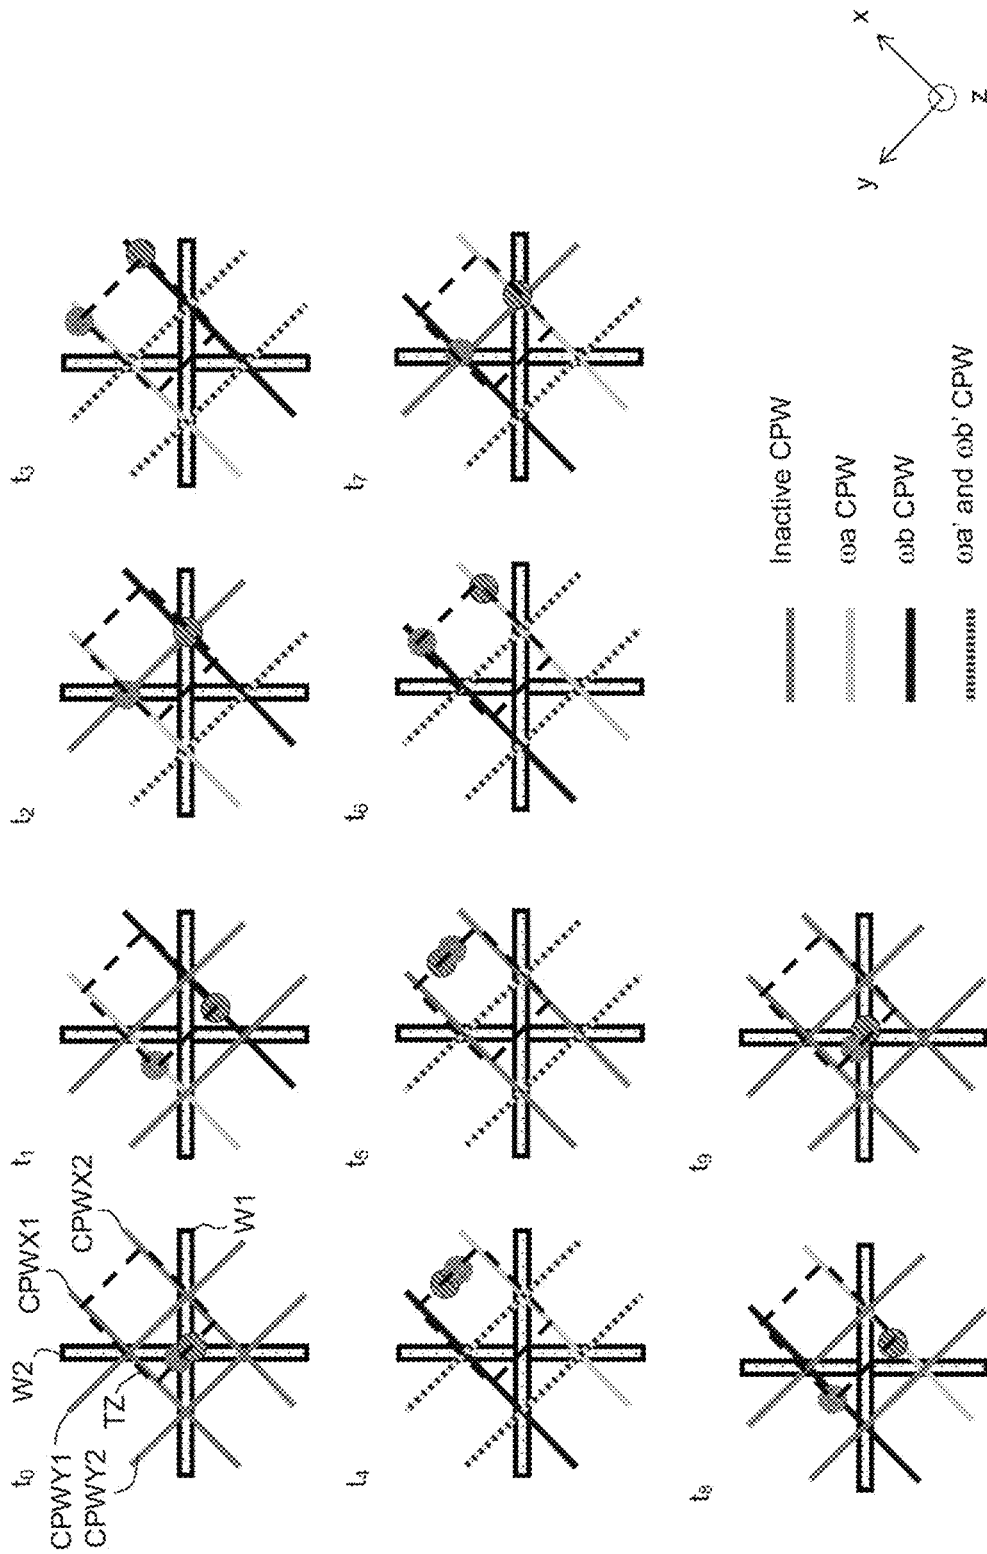 t0
t1
t2
t3
CPWY1
CPWY2
W2
TZ
CPWX1
CPWX2
W1
t4
t5
t6
t7
t8
t9
Inactive CPW
ωa CPW
ωb CPW
ωa' and ωb' CPW
y
x
z